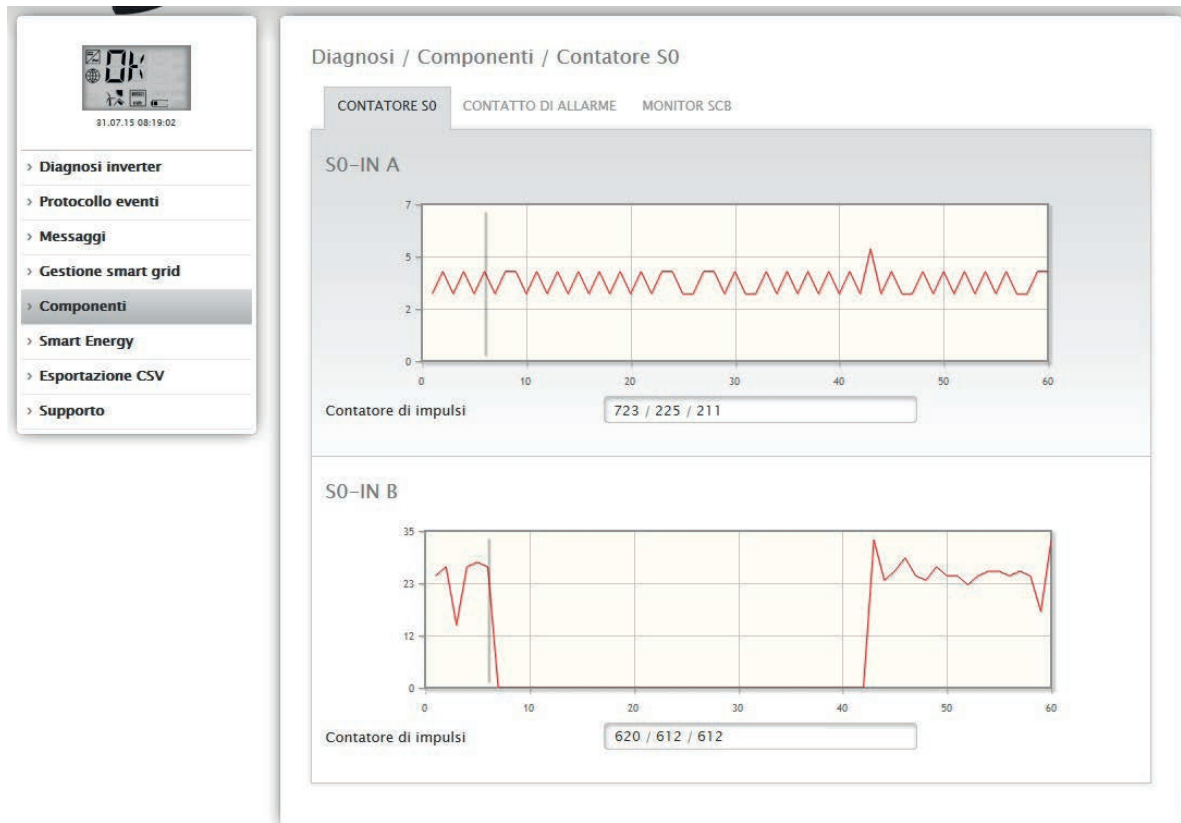 OK
31.07.15 08:19:02
› Diagnosi inverter
› Protocollo eventi
› Messaggi
› Gestione smart grid
› Componenti
› Smart Energy
› Esportazione CSV
› Supporto
Diagnosi / Componenti / Contatore S0
CONTATORE S0 CONTATTO DI ALLARME MONITOR SCB
S0-IN A
7
5
2
0
0 10 20 30 40 50 60
Contatore di impulsi 723 / 225 / 211
S0-IN B
35
23
12
0
0 10 20 30 40 50 60
Contatore di impulsi 620 / 612 / 612